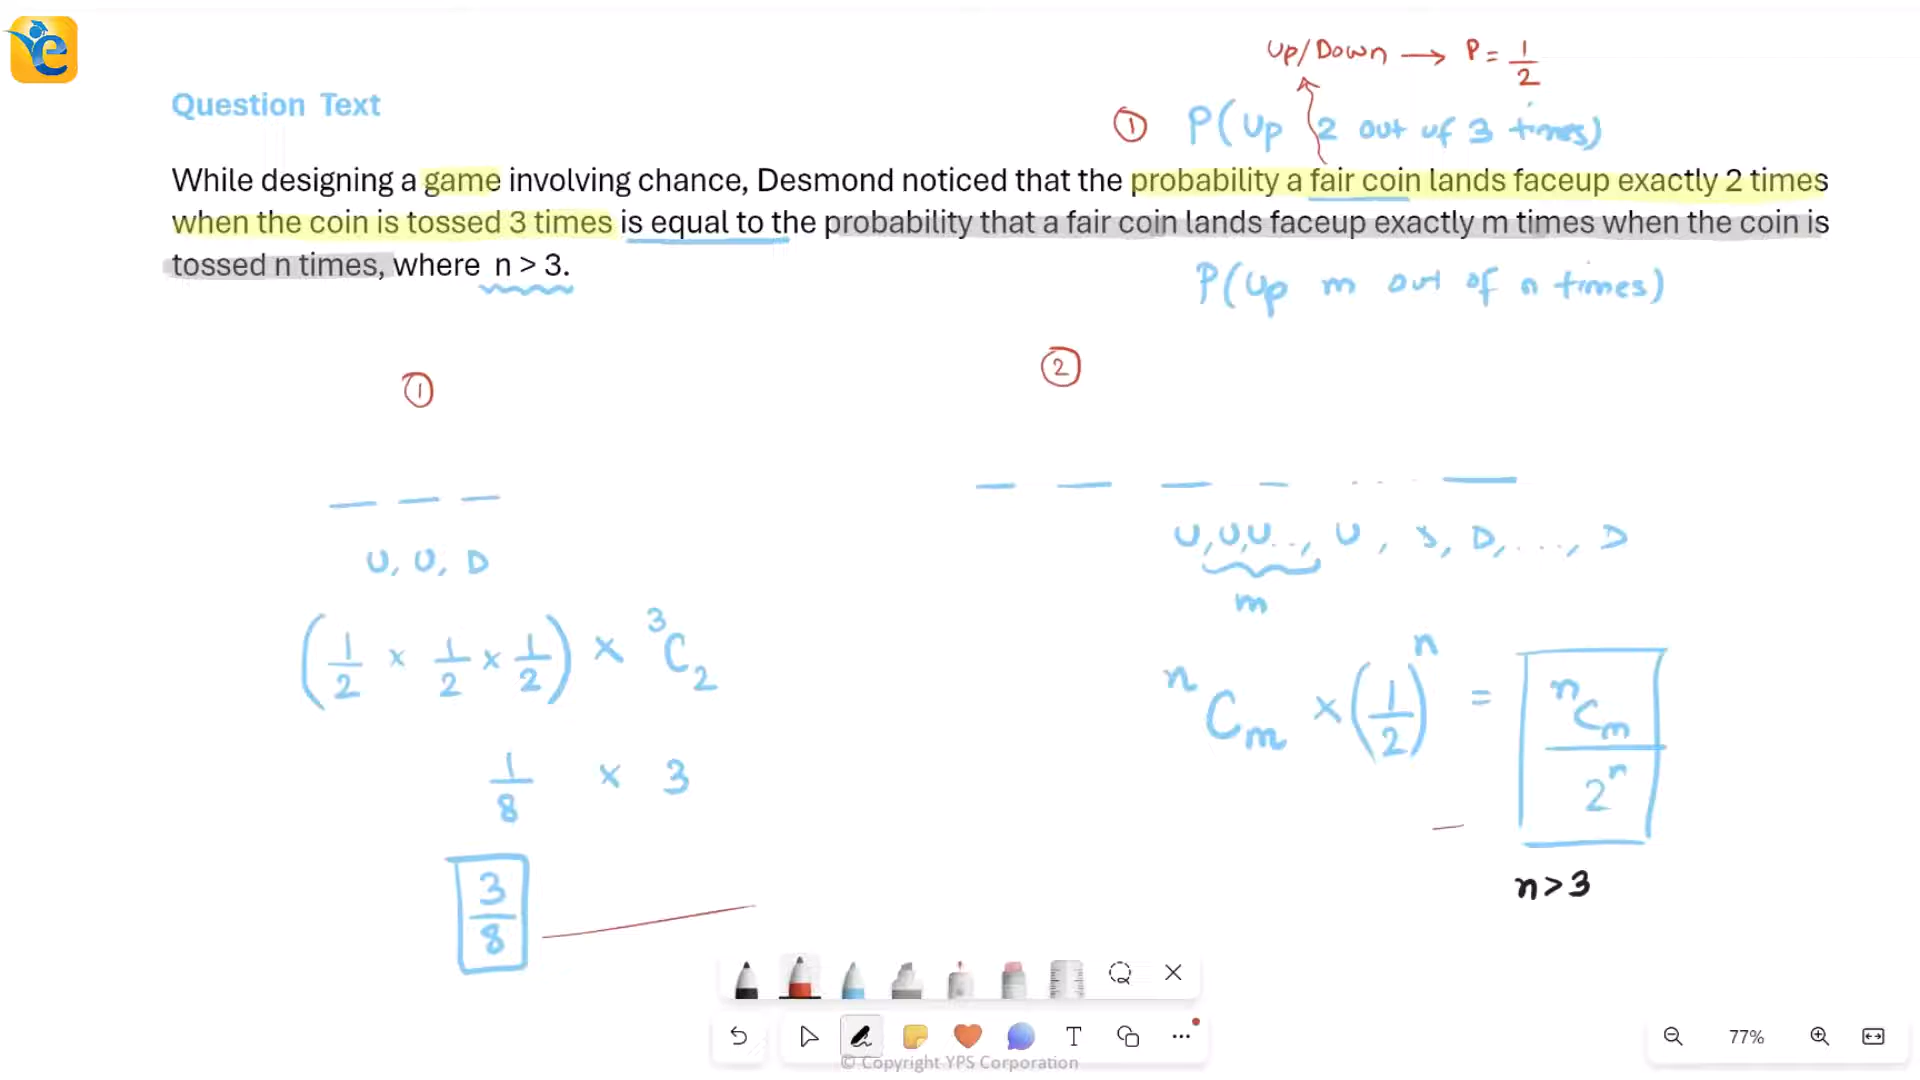 e
Up/Down → P = 1/2
Question Text
① P(Up 2 out of 3 times)
While designing a game involving chance, Desmond noticed that the probability a fair coin lands faceup exactly 2 times
when the coin is tossed 3 times is equal to the probability that a fair coin lands faceup exactly m times when the coin is
tossed n times, where n > 3.
P(Up m out of n times)
①
②
U, U, D
U, U, U.., U, D, D, ...., D
m
(1/2 × 1/2 × 1/2) × ³C₂
ⁿCₘ × (1/2)ⁿ = ⁿCₘ/2ⁿ
1/8 × 3
3/8
n>3
T
77%
© Copyright YPS Corporation